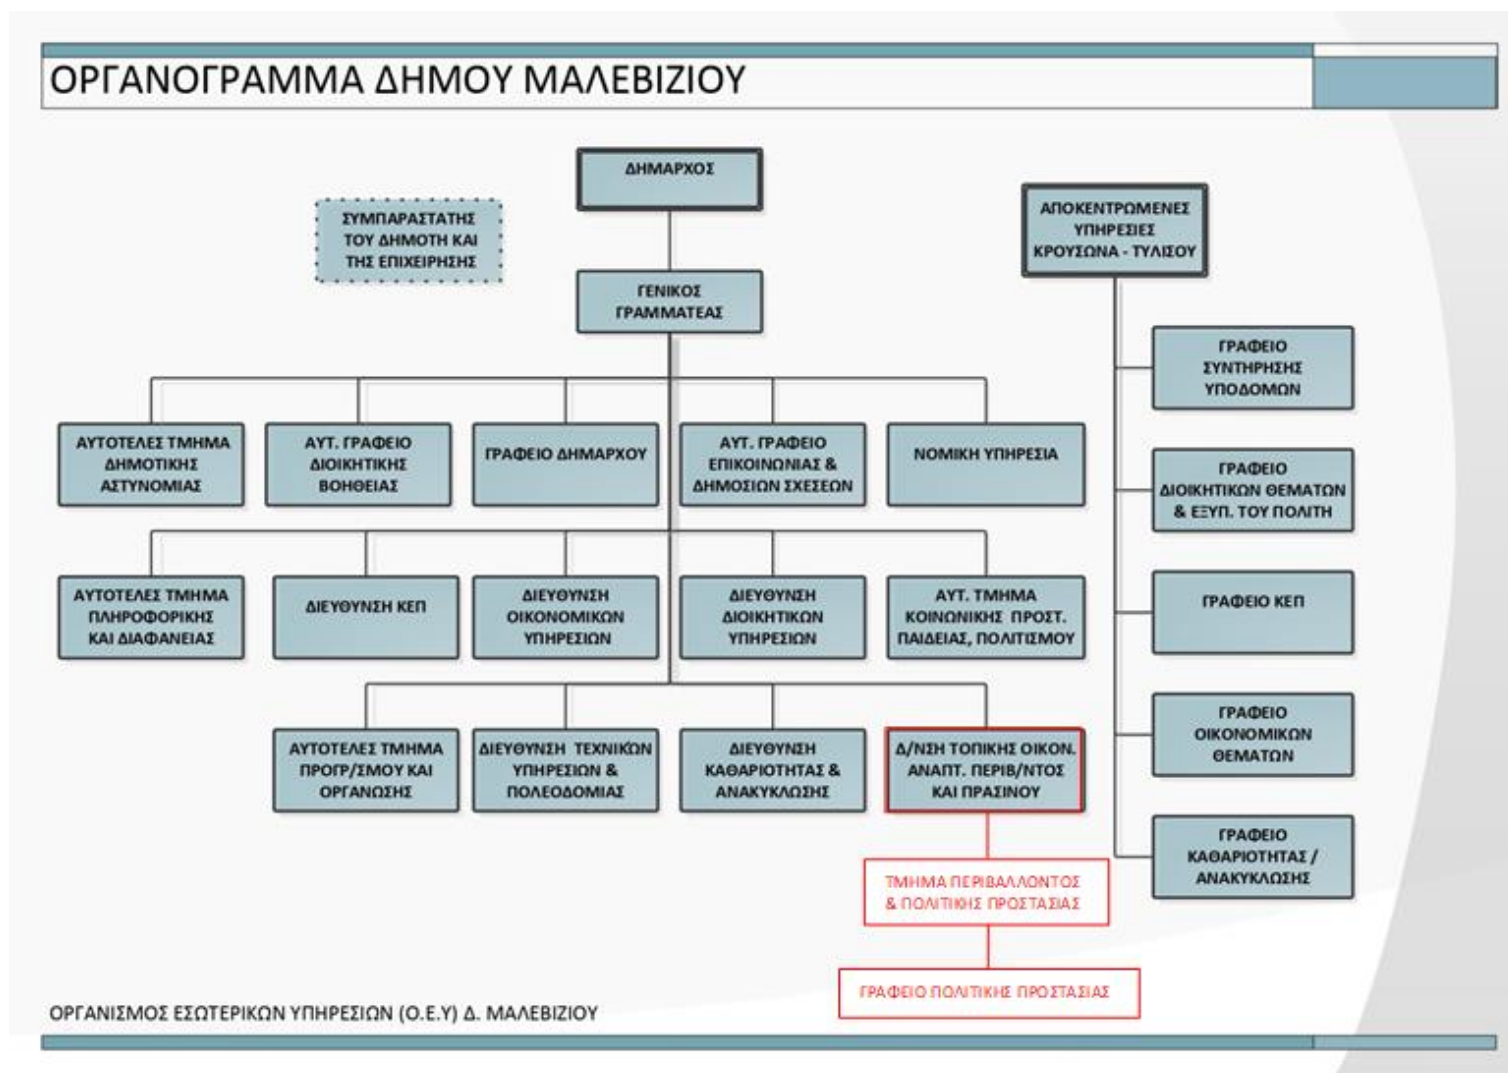 ΟΡΓΑΝΟΓΡΑΜΜΑ ΔΗΜΟΥ ΜΑΛΕΒΙΖΙΟΥ
ΔΗΜΑΡΧΟΣ
ΣΥΜΠΑΡΑΣΤΑΤΗΣ
ΤΟΥ ΔΗΜΟΤΗ ΚΑΙ
ΤΗΣ ΕΠΙΧΕΙΡΗΣΗΣ
ΓΕΝΙΚΟΣ
ΓΡΑΜΜΑΤΕΑΣ
ΑΥΤΟΤΕΛΕΣ ΤΜΗΜΑ
ΔΗΜΟΤΙΚΗΣ
ΑΣΤΥΝΟΜΙΑΣ
ΑΥΤ. ΓΡΑΦΕΙΟ
ΔΙΟΙΚΗΤΙΚΗΣ
ΒΟΗΘΕΙΑΣ
ΓΡΑΦΕΙΟ ΔΗΜΑΡΧΟΥ
ΑΥΤ. ΓΡΑΦΕΙΟ
ΕΠΙΚΟΙΝΩΝΙΑΣ &
ΔΗΜΟΣΙΩΝ ΣΧΕΣΕΩΝ
ΝΟΜΙΚΗ ΥΠΗΡΕΣΙΑ
ΑΥΤΟΤΕΛΕΣ ΤΜΗΜΑ
ΠΛΗΡΟΦΟΡΙΚΗΣ
ΚΑΙ ΔΙΑΦΑΝΕΙΑΣ
ΔΙΕΥΘΥΝΣΗ ΚΕΠ
ΔΙΕΥΘΥΝΣΗ
ΟΙΚΟΝΟΜΙΚΩΝ
ΥΠΗΡΕΣΙΩΝ
ΔΙΕΥΘΥΝΣΗ
ΔΙΟΙΚΗΤΙΚΩΝ
ΥΠΗΡΕΣΙΩΝ
ΑΥΤ. ΤΜΗΜΑ
ΚΟΙΝΩΝΙΚΗΣ ΠΡΟΣΤ.
ΠΑΙΔΕΙΑΣ, ΠΟΛΙΤΙΣΜΟΥ
ΑΥΤΟΤΕΛΕΣ ΤΜΗΜΑ
ΠΡΟΓΡ/ΣΜΟΥ ΚΑΙ
ΟΡΓΑΝΩΣΗΣ
ΔΙΕΥΘΥΝΣΗ ΤΕΧΝΙΚΏΝ
ΥΠΗΡΕΣΙΩΝ &
ΠΟΛΕΟΔΟΜΙΑΣ
ΔΙΕΥΘΥΝΣΗ
ΚΑΘΑΡΙΟΤΗΤΑΣ &
ΑΝΑΚΥΚΛΩΣΗΣ
Δ/ΝΣΗ ΤΟΠΙΚΗΣ ΟΙΚΟΝ.
ΑΝΑΠΤ. ΠΕΡΙΒ/ΝΤΟΣ
ΚΑΙ ΠΡΑΣΙΝΟΥ
ΤΜΗΜΑ ΠΕΡΙΒΑΛΛΟΝΤΟΣ
& ΠΟΛΙΤΙΚΗΣ ΠΡΟΣΤΑΣΙΑΣ
ΓΡΑΦΕΙΟ ΠΟΛΙΤΙΚΗΣ ΠΡΟΣΤΑΣΙΑΣ
ΑΠΟΚΕΝΤΡΩΜΕΝΕΣ
ΥΠΗΡΕΣΙΕΣ
ΚΡΟΥΣΩΝΑ - ΤΥΛΙΣΟΥ
ΓΡΑΦΕΙΟ
ΣΥΝΤΗΡΗΣΗΣ
ΥΠΟΔΟΜΩΝ
ΓΡΑΦΕΙΟ
ΔΙΟΙΚΗΤΙΚΩΝ ΘΕΜΑΤΩΝ
& ΕΞΥΠ. ΤΟΥ ΠΟΛΙΤΗ
ΓΡΑΦΕΙΟ ΚΕΠ
ΓΡΑΦΕΙΟ
ΟΙΚΟΝΟΜΙΚΩΝ
ΘΕΜΑΤΩΝ
ΓΡΑΦΕΙΟ
ΚΑΘΑΡΙΟΤΗΤΑΣ /
ΑΝΑΚΥΚΛΩΣΗΣ
ΟΡΓΑΝΙΣΜΟΣ ΕΣΩΤΕΡΙΚΩΝ ΥΠΗΡΕΣΙΩΝ (Ο.Ε.Υ) Δ. ΜΑΛΕΒΙΖΙΟΥ